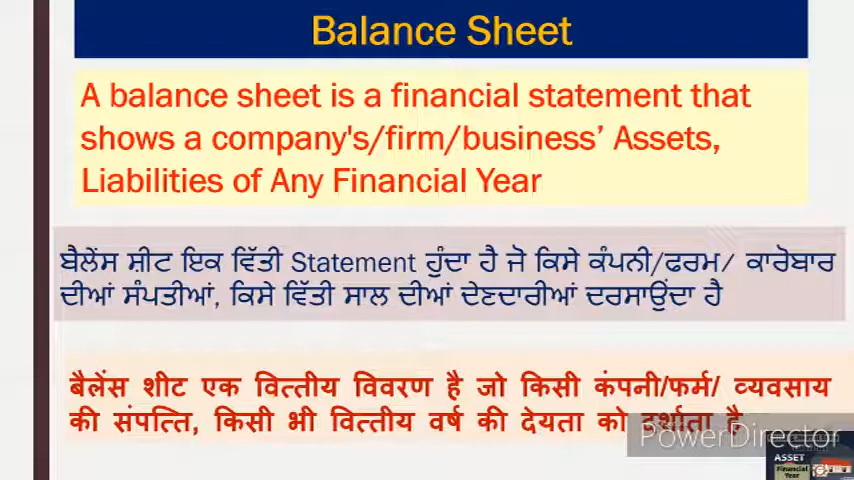 Balance Sheet
A balance sheet is a financial statement that
shows a company's/firm/business’ Assets,
Liabilities of Any Financial Year
ਬੈਲੇਂਸ ਸ਼ੀਟ ਇਕ ਵਿੱਤੀ Statement ਹੁੰਦਾ ਹੈ ਜੋ ਕਿਸੇ ਕੰਪਨੀ/ਫਰਮ/ ਕਾਰੋਬਾਰ
ਦੀਆਂ ਸੰਪਤੀਆਂ, ਕਿਸੇ ਵਿੱਤੀ ਸਾਲ ਦੀਆਂ ਦੇਣਦਾਰੀਆਂ ਦਰਸਾਉਂਦਾ ਹੈ
बैलेंस शीट एक वित्तीय विवरण है जो किसी कंपनी/फर्म/ व्यवसाय
की संपत्ति, किसी भी वित्तीय वर्ष की देयता को दर्शाता है
PowerDirector
ASSET
Financial
Year